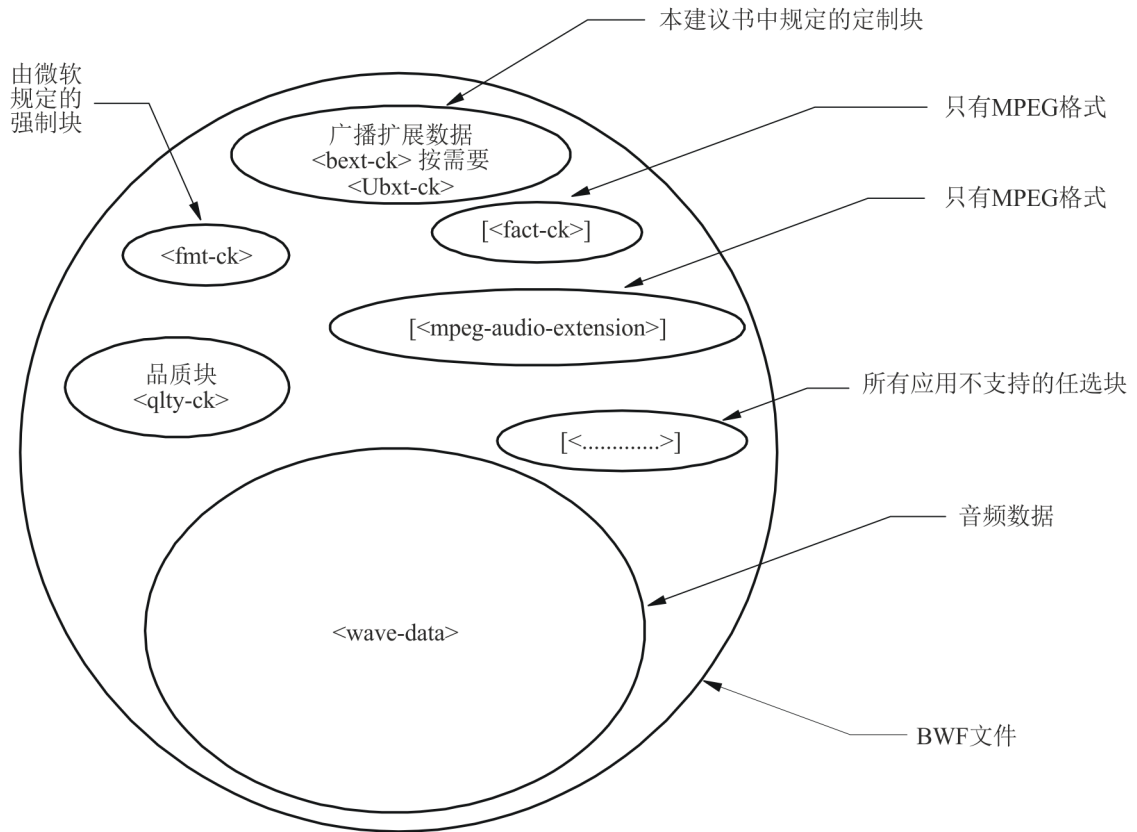 本建议书中规定的定制块
由微软
规定的
强制块
只有MPEG格式
广播扩展数据
<bext-ck> 按需要
<Ubxt-ck>
只有MPEG格式
[<fact-ck>]
<fmt-ck>
[<mpeg-audio-extension>]
品质块
<qlty-ck>
所有应用不支持的任选块
[<.............>]
音频数据
<wave-data>
BWF文件